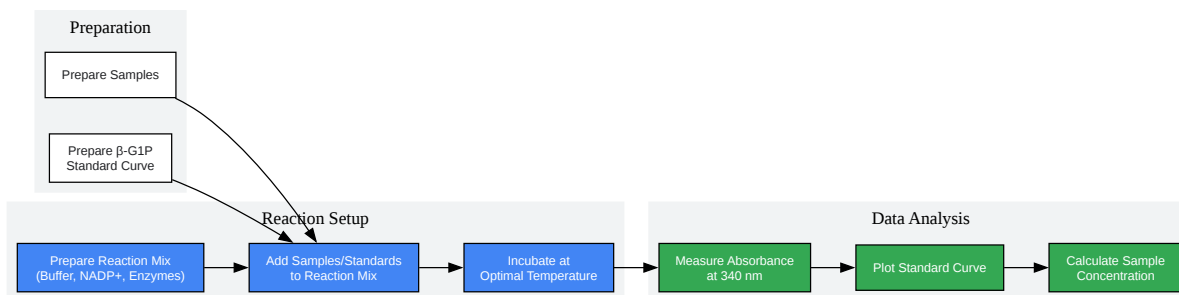 Preparation
Prepare Samples
Prepare β-G1P
Standard Curve
Reaction Setup
Prepare Reaction Mix
(Buffer, NADP+, Enzymes)
Add Samples/Standards
to Reaction Mix
Incubate at
Optimal Temperature
Data Analysis
Measure Absorbance
at 340 nm
Plot Standard Curve
Calculate Sample
Concentration